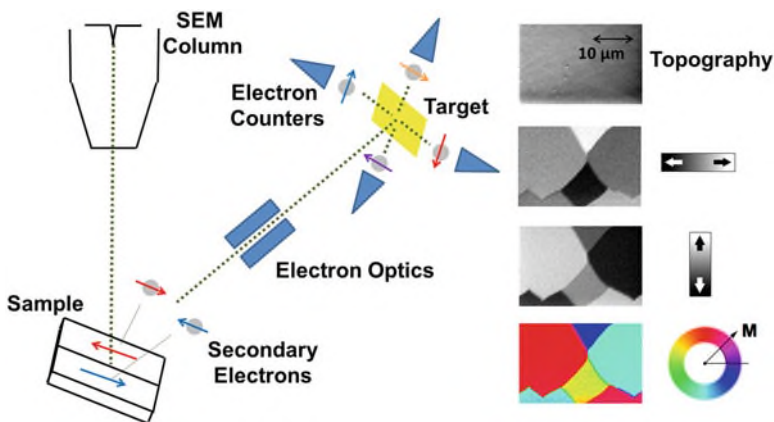 SEM
Column
Electron
Counters
Target
Electron Optics
Sample
Secondary
Electrons
10 μm
Topography
M